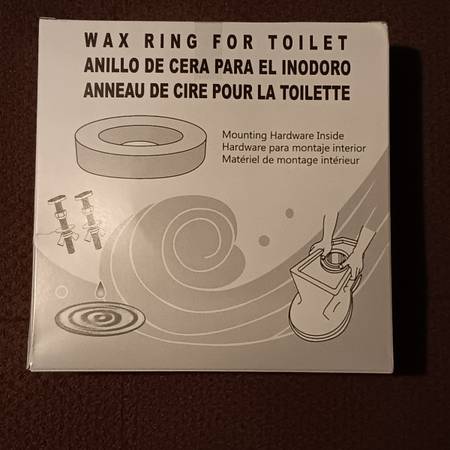 WAX RING FOR TOILET
ANILLO DE CERA PARA EL INODORO
ANNEAU DE CIRE POUR LA TOILETTE
Mounting Hardware Inside
Hardware para montaje interior
Matériel de montage intérieur